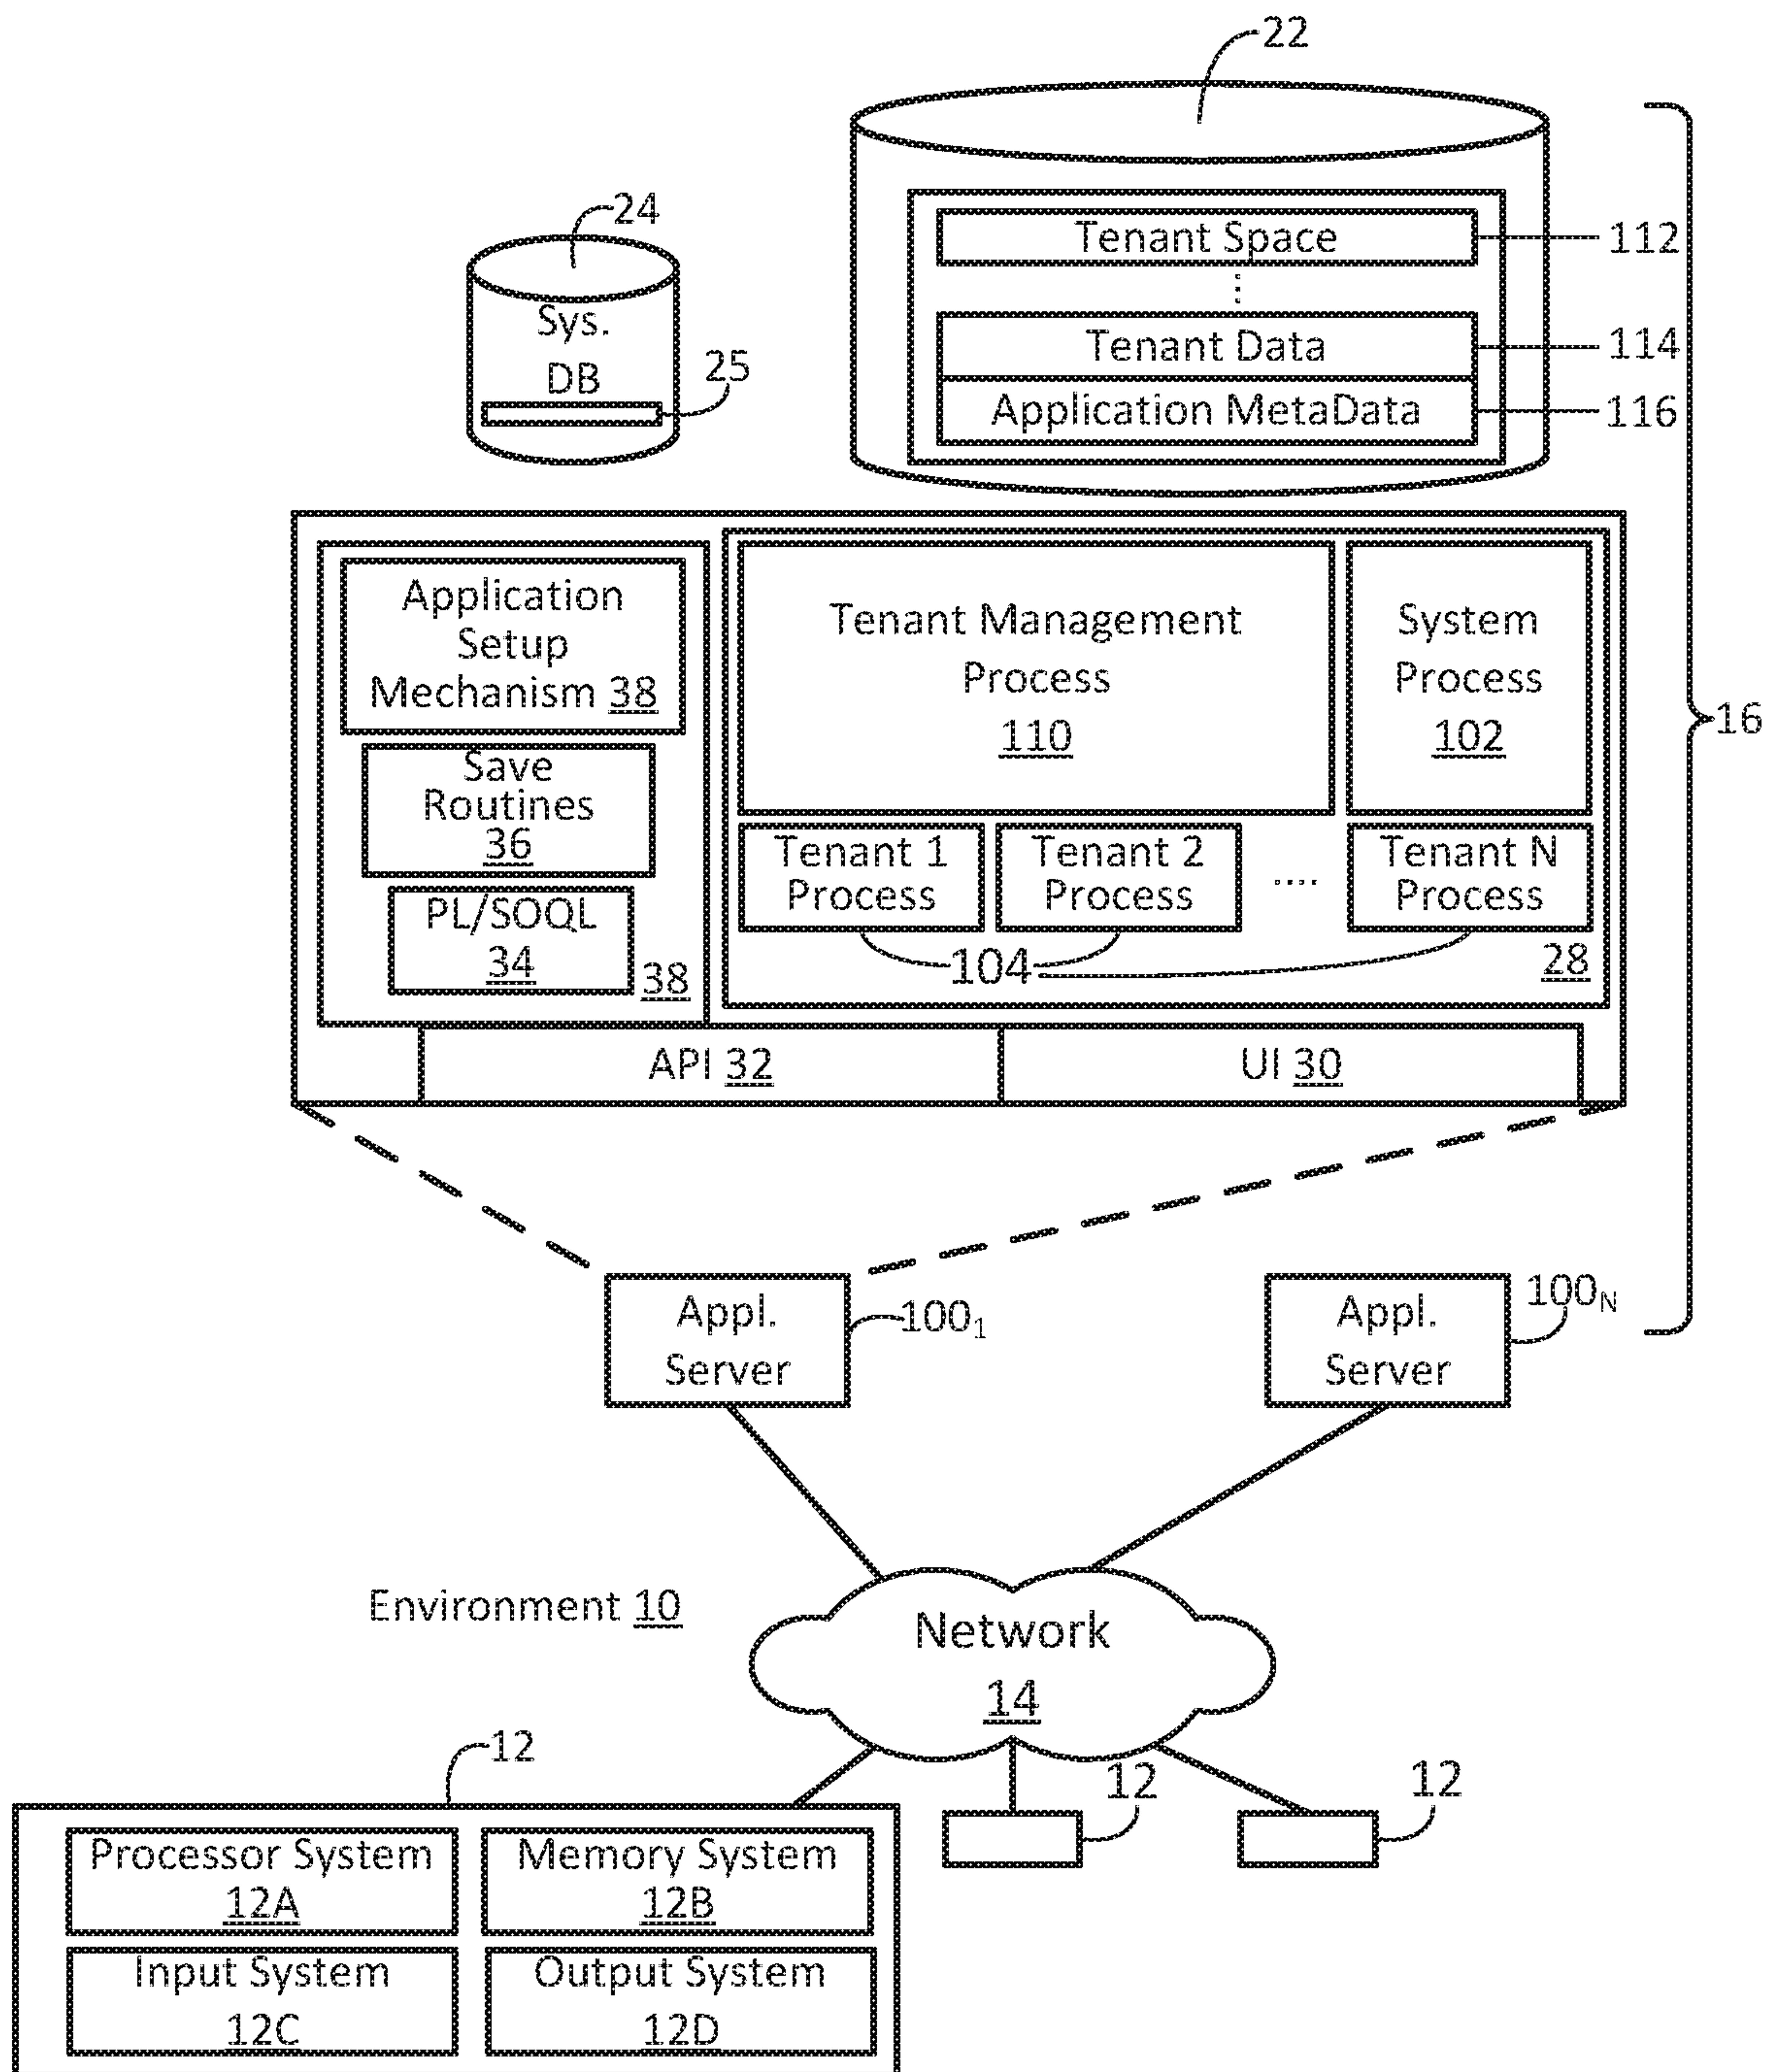 22
24
Tenant Space
112
Sys.
DB
25
Tenant Data
114
Application MetaData
116
Application
Setup
Mechanism 38
Save
Routines
36
PL/SOQL
34
38
Tenant Management
Process
110
System
Process
102
Tenant 1
Process
Tenant 2
Process
....
Tenant N
Process
104
28
16
API 32
UI 30
Appl.
Server
100₁
Appl.
Server
100N
Environment 10
Network
14
12
12
12
Processor System
12A
Memory System
12B
Input System
12C
Output System
12D